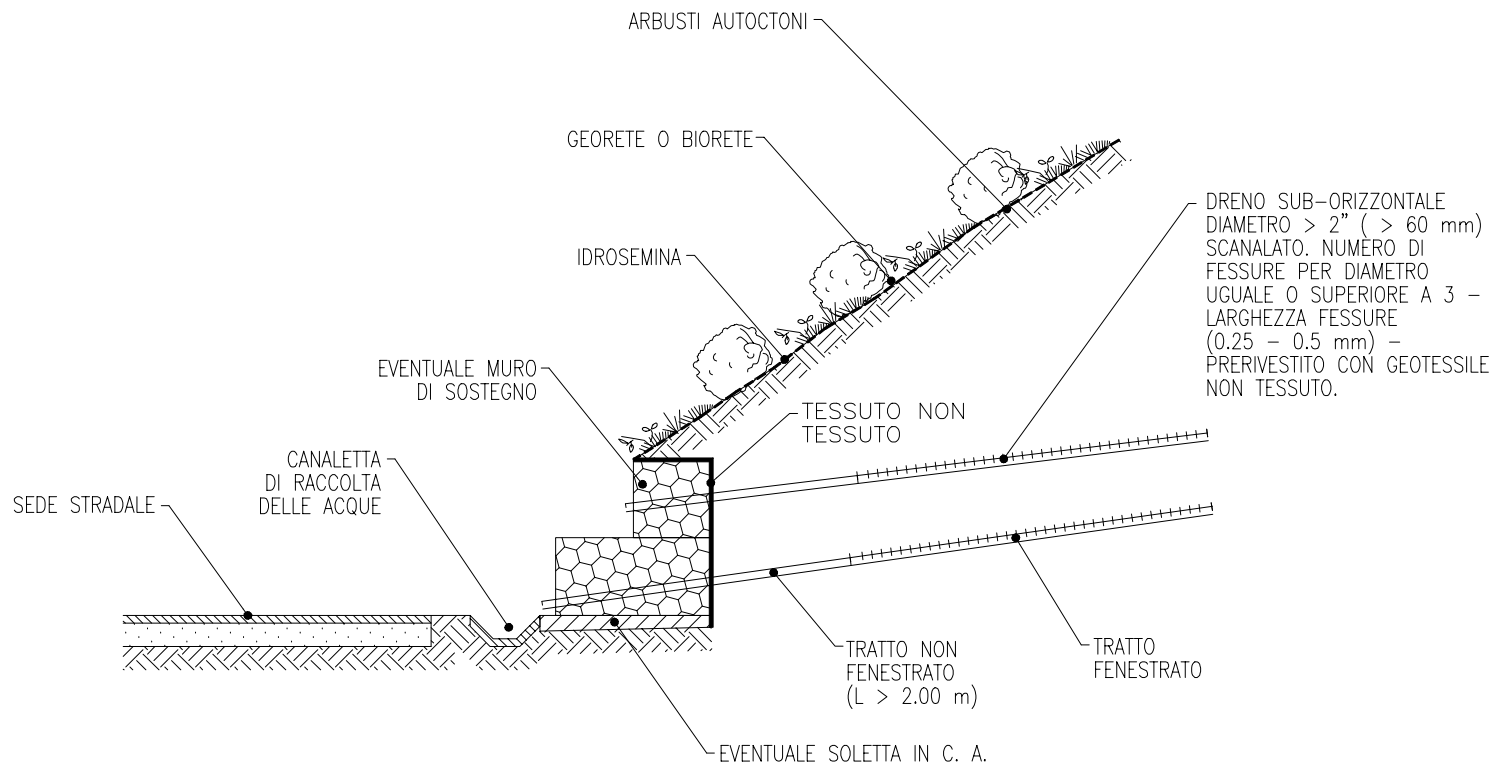 ARBUSTI AUTOCTONI
GEORETE O BIORETE
IDROSEMINA
EVENTUALE MURO
DI SOSTEGNO
CANALETTA
DI RACCOLTA
DELLE ACQUE
SEDE STRADALE
TESSUTO NON
TESSUTO
DRENO SUB-ORIZZONTALE
DIAMETRO > 2" ( > 60 mm)
SCANALATO. NUMERO DI
FESSURE PER DIAMETRO
UGUALE O SUPERIORE A 3 -
LARGHEZZA FESSURE
(0.25 - 0.5 mm) -
PRERIVESTITO CON GEOTESSILE
NON TESSUTO.
TRATTO NON
FENESTRATO
(L > 2.00 m)
TRATTO
FENESTRATO
EVENTUALE SOLETTA IN C. A.